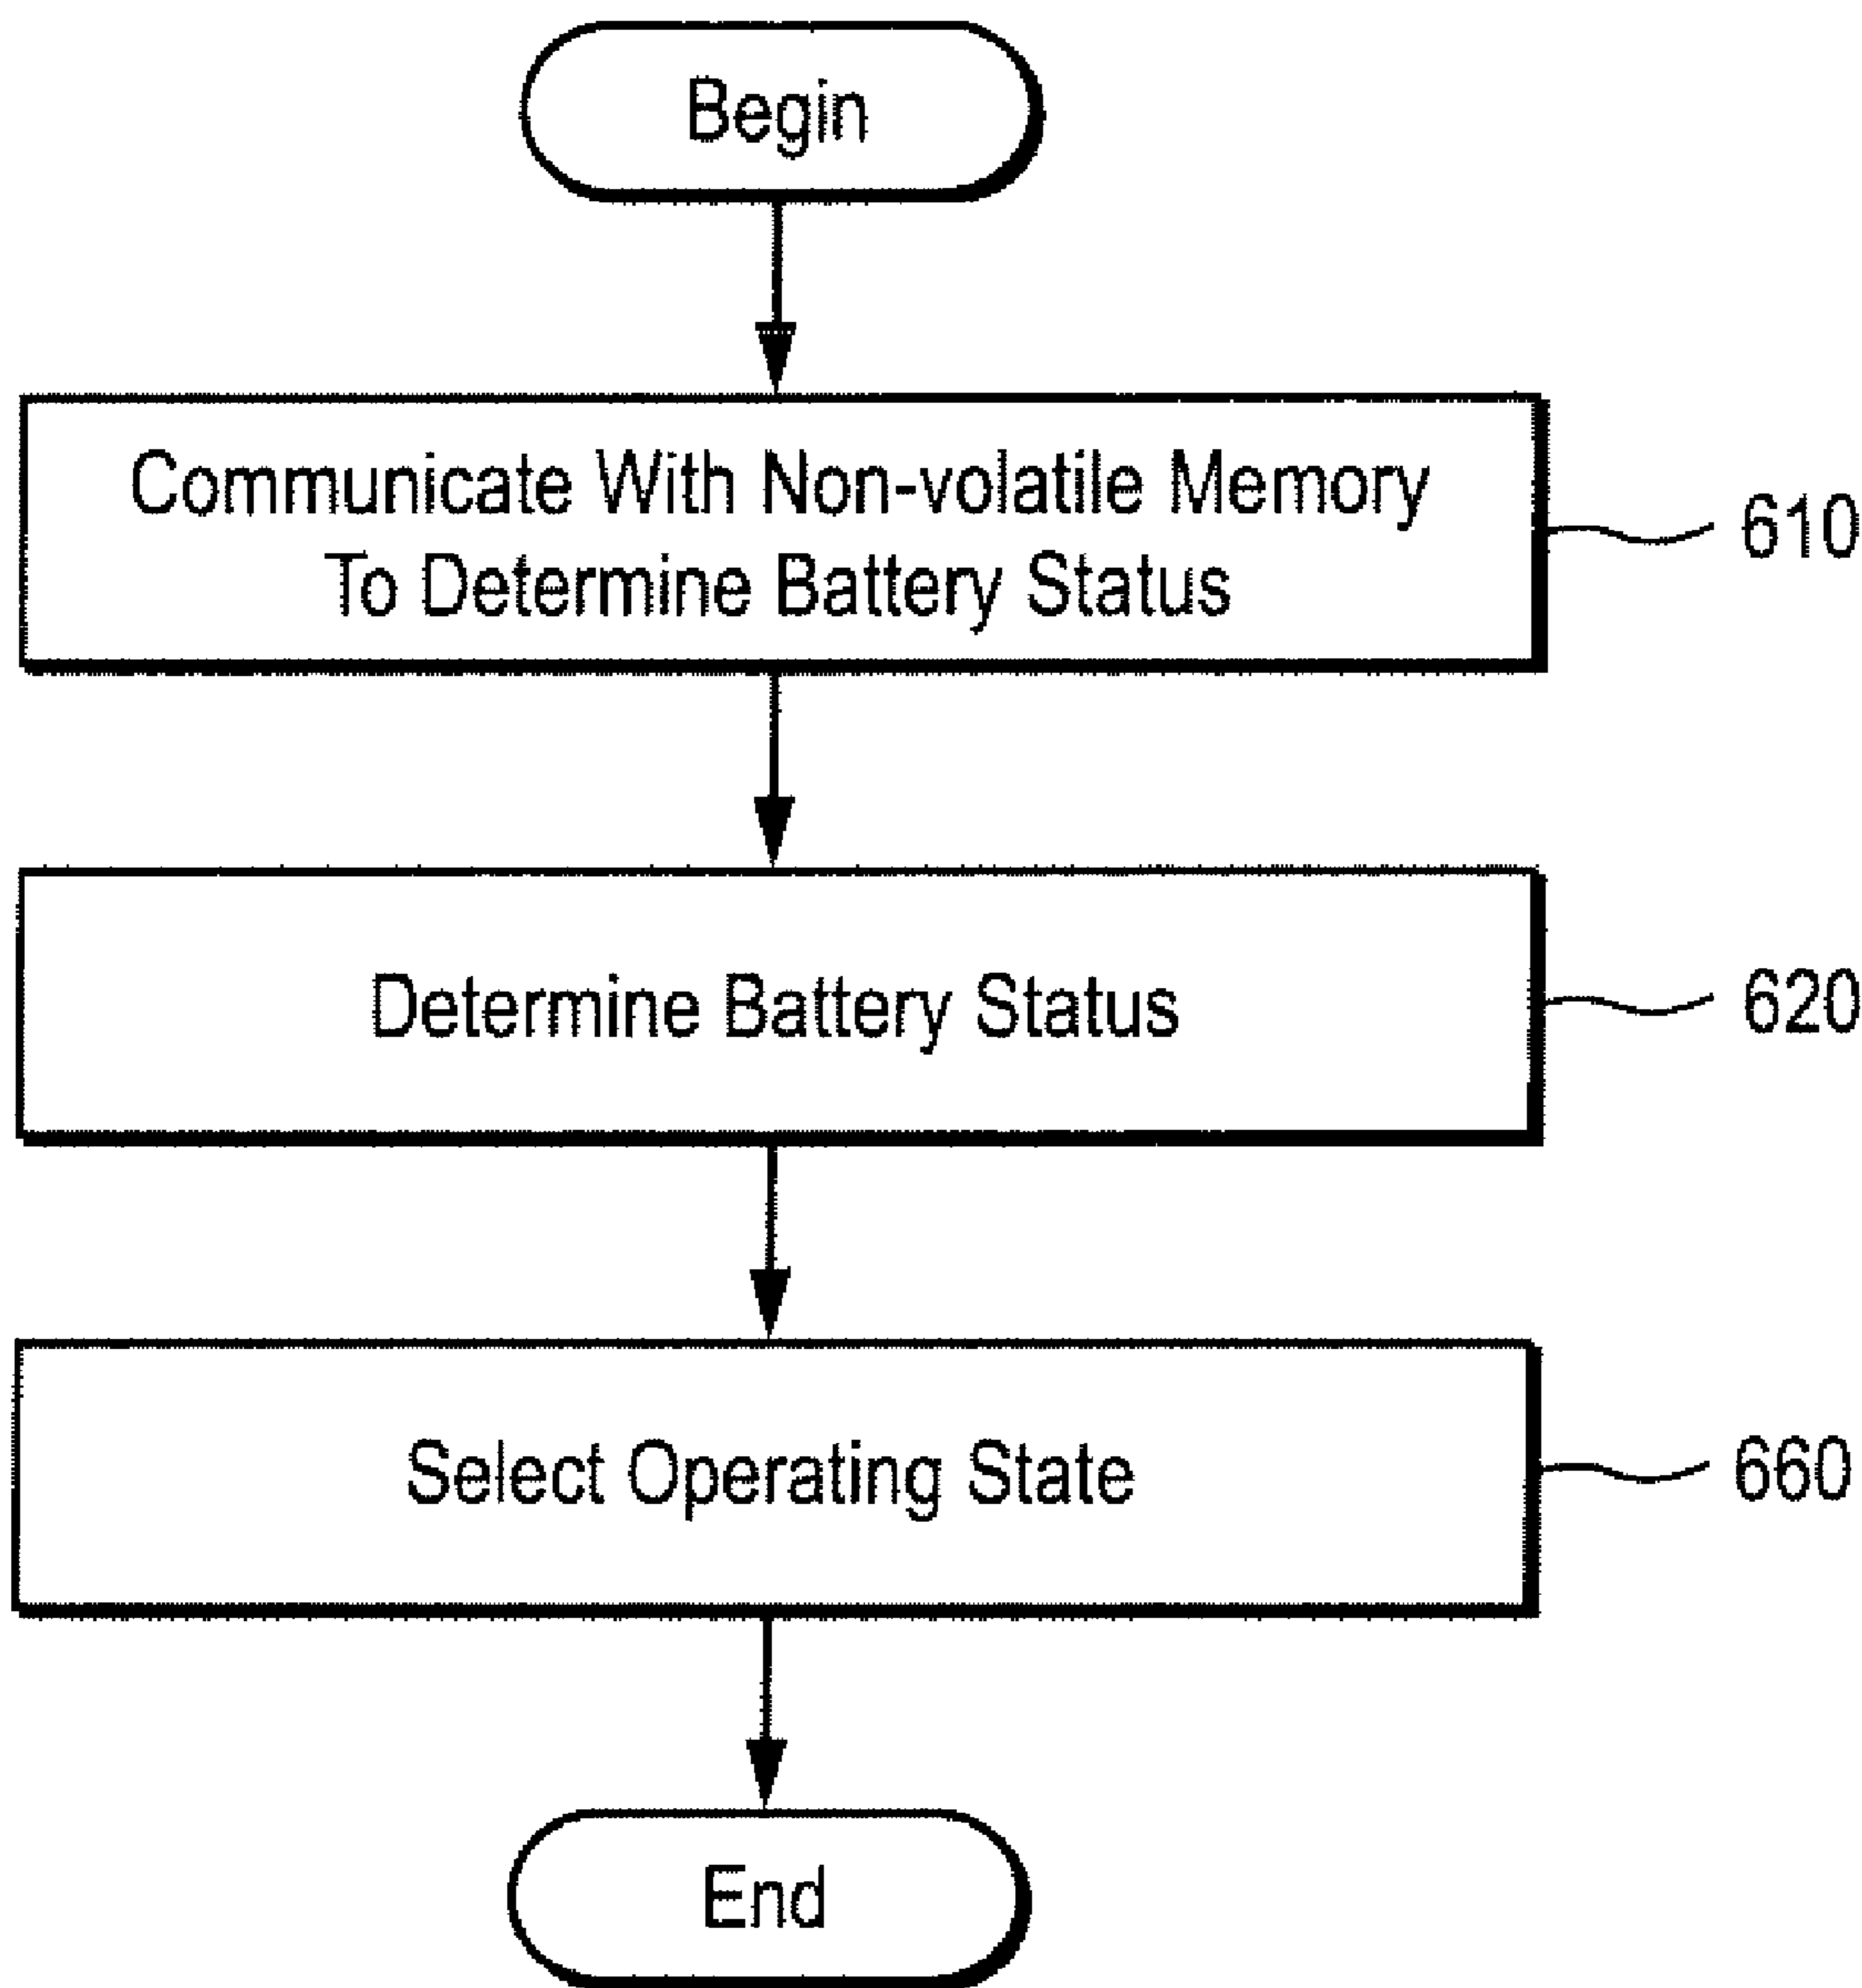 Begin
Communicate With Non-volatile Memory
To Determine Battery Status
610
Determine Battery Status
620
Select Operating State
660
End